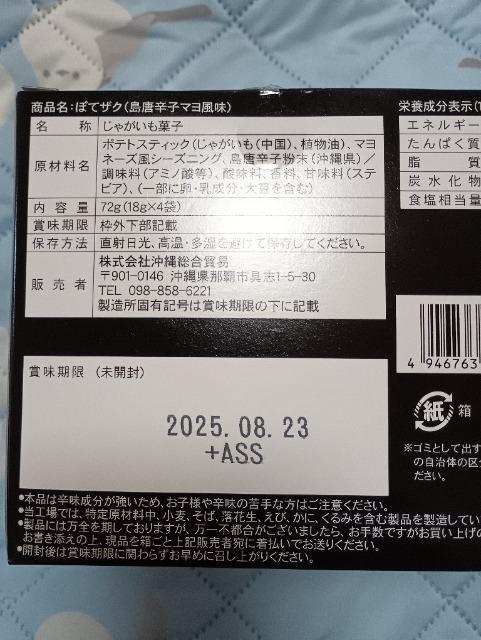 商品名：ぽてザク（島唐辛子マヨ風味）
名 称 じゃがいも菓子
原材料名 ポテトスティック（じゃがいも（中国）、植物油）、マヨ
ネーズ風シーズニング、島唐辛子粉末（沖縄県）／
調味料（アミノ酸等）、酸味料、香料、甘味料（ステ
ビア）、（一部に卵・乳成分・大豆を含む）
内 容 量 72g（18g×4袋）
賞味期限 枠外下部記載
保存方法 直射日光、高温・多湿を避けて保存してください。
販 売 者 株式会社沖縄総合貿易
〒901-0146 沖縄県那覇市具志1-5-30
TEL 098-858-6221
製造所固有記号は賞味期限の下に記載
賞味期限 （未開封）
2025.08.23
+ASS
●本品は辛味成分が強いため、お子様や辛味の苦手な方はご注意ください。
●当工場では、特定原材料中、小麦、そば、落花生、えび、かに、くるみを含む製品を製造してい
●製品には万全を期しておりますが、万一不都合がございましたら、お手数ですがお買い上げの
お書き添えの上、現品を箱ごと上記販売者宛に着払いでお送りください。
●開封後は賞味期限に関わらずお早めに召し上がりください。
栄養成分表示（1
エネルギー
たんぱく質
脂 質
炭水化物
食塩相当量
4 946763
紙 箱
※ゴミとして出す
の自治体の区分